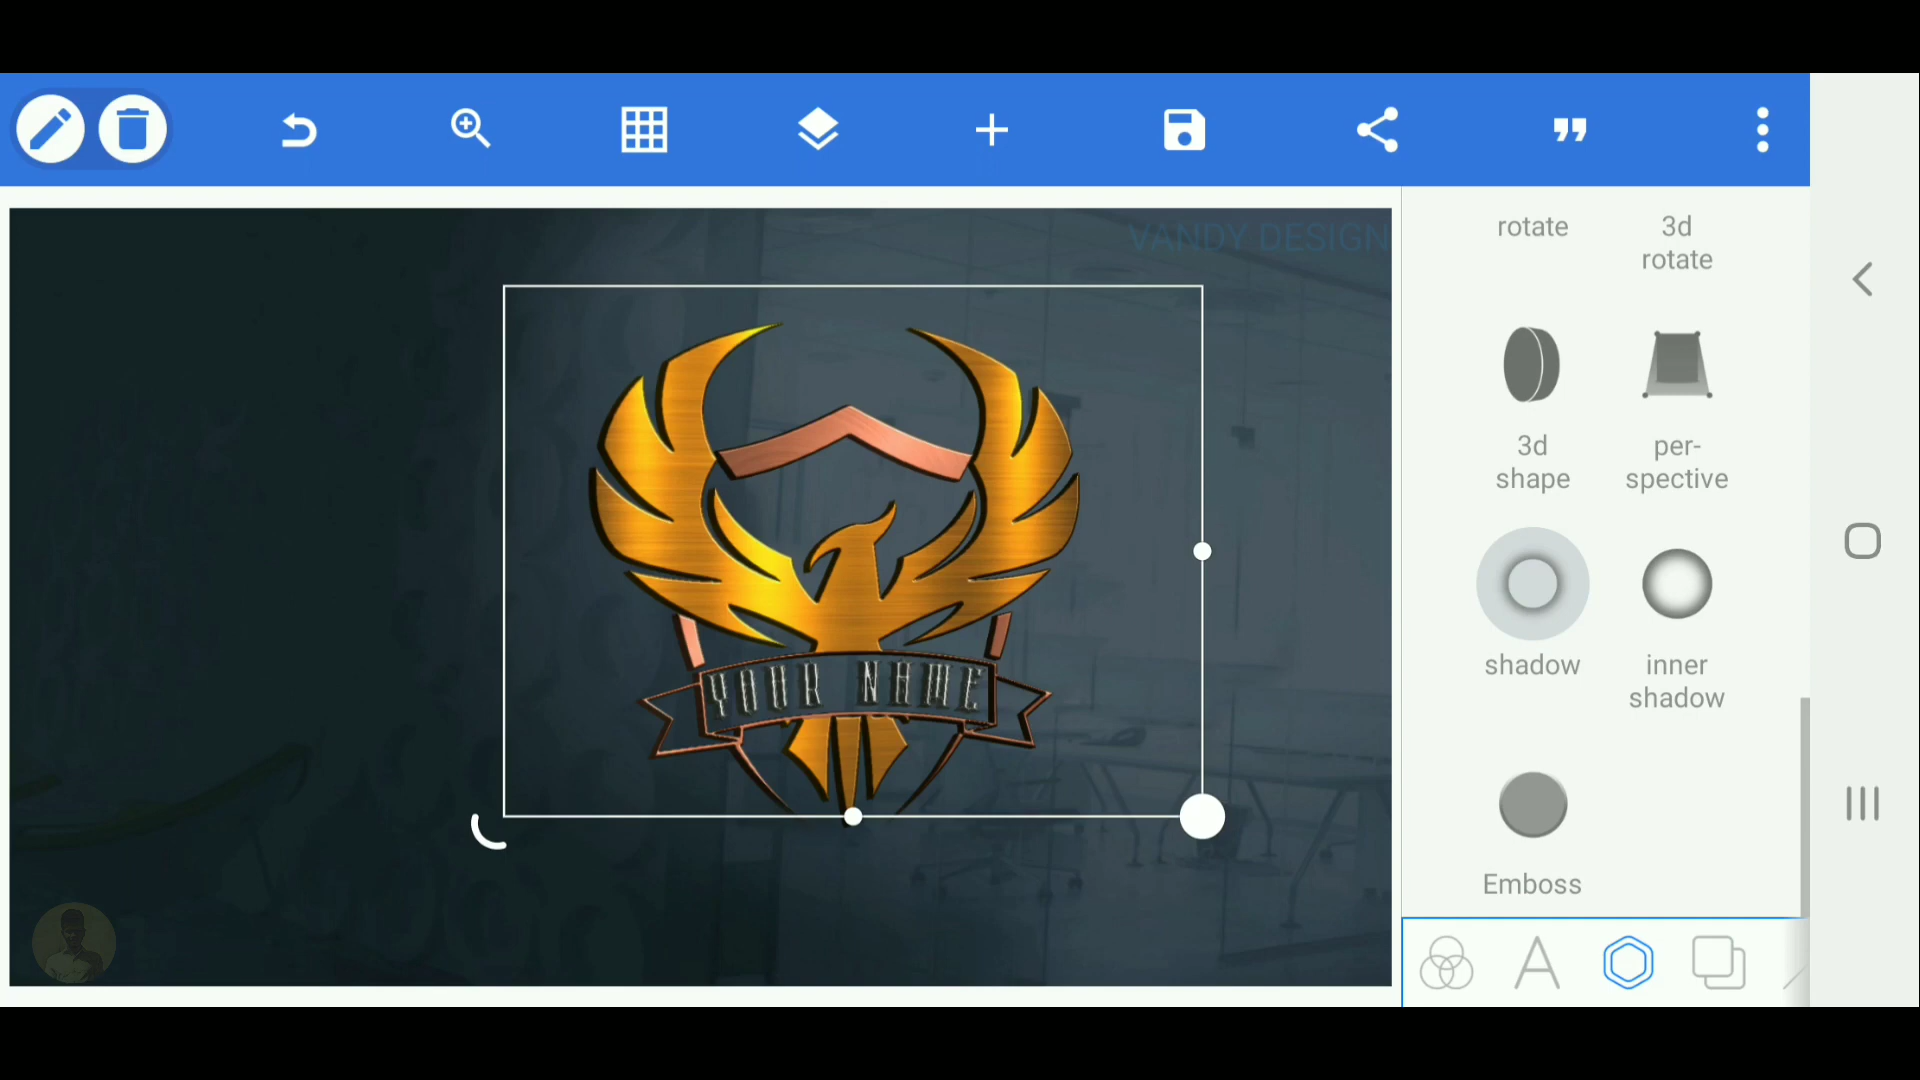 VANDY DESIGN
rotate
3d
rotate
3d
shape
per-
spective
shadow
inner
shadow
Emboss
YOUR NAME